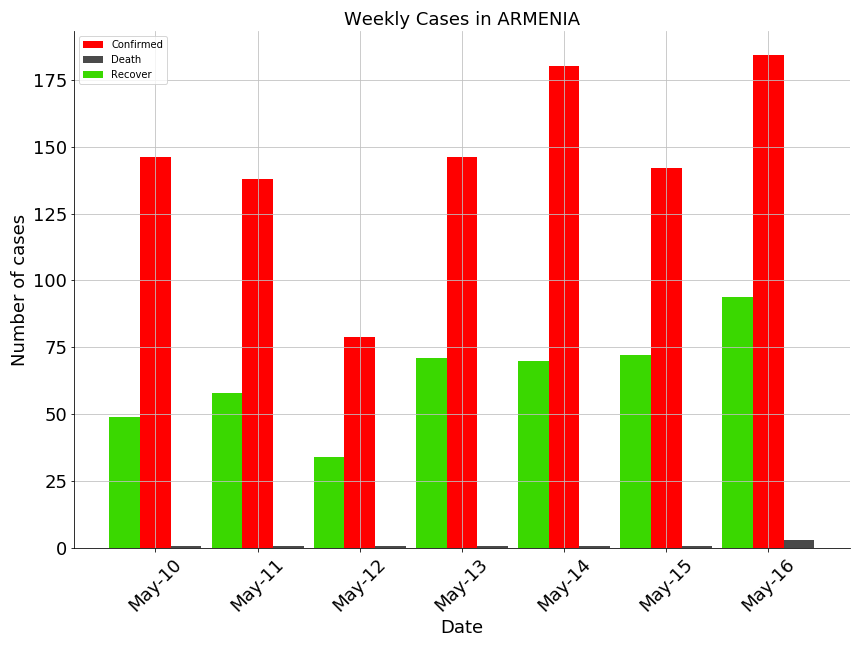 Weekly Cases in ARMENIA
Confirmed
Death
Recover
Number of cases
175
150
125
100
75
50
25
0
May-10
May-11
May-12
May-13
May-14
May-15
May-16
Date